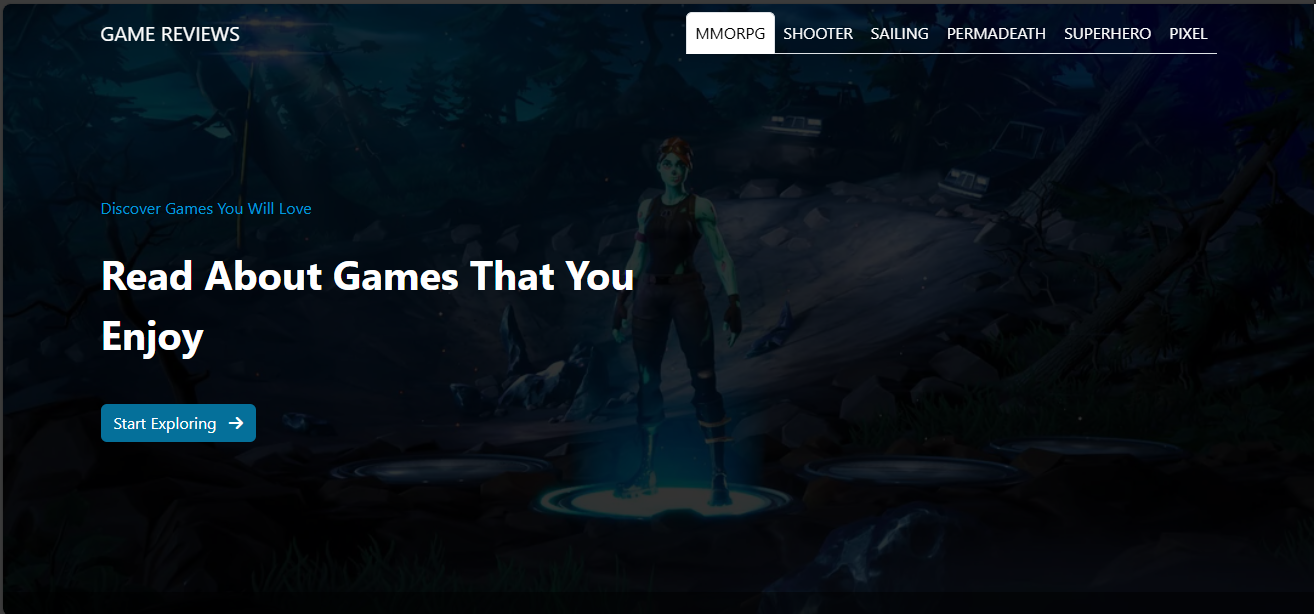 GAME REVIEWS
MMORPG SHOOTER SAILING PERMADEATH SUPERHERO PIXEL
Discover Games You Will Love
Read About Games That You
Enjoy
Start Exploring →